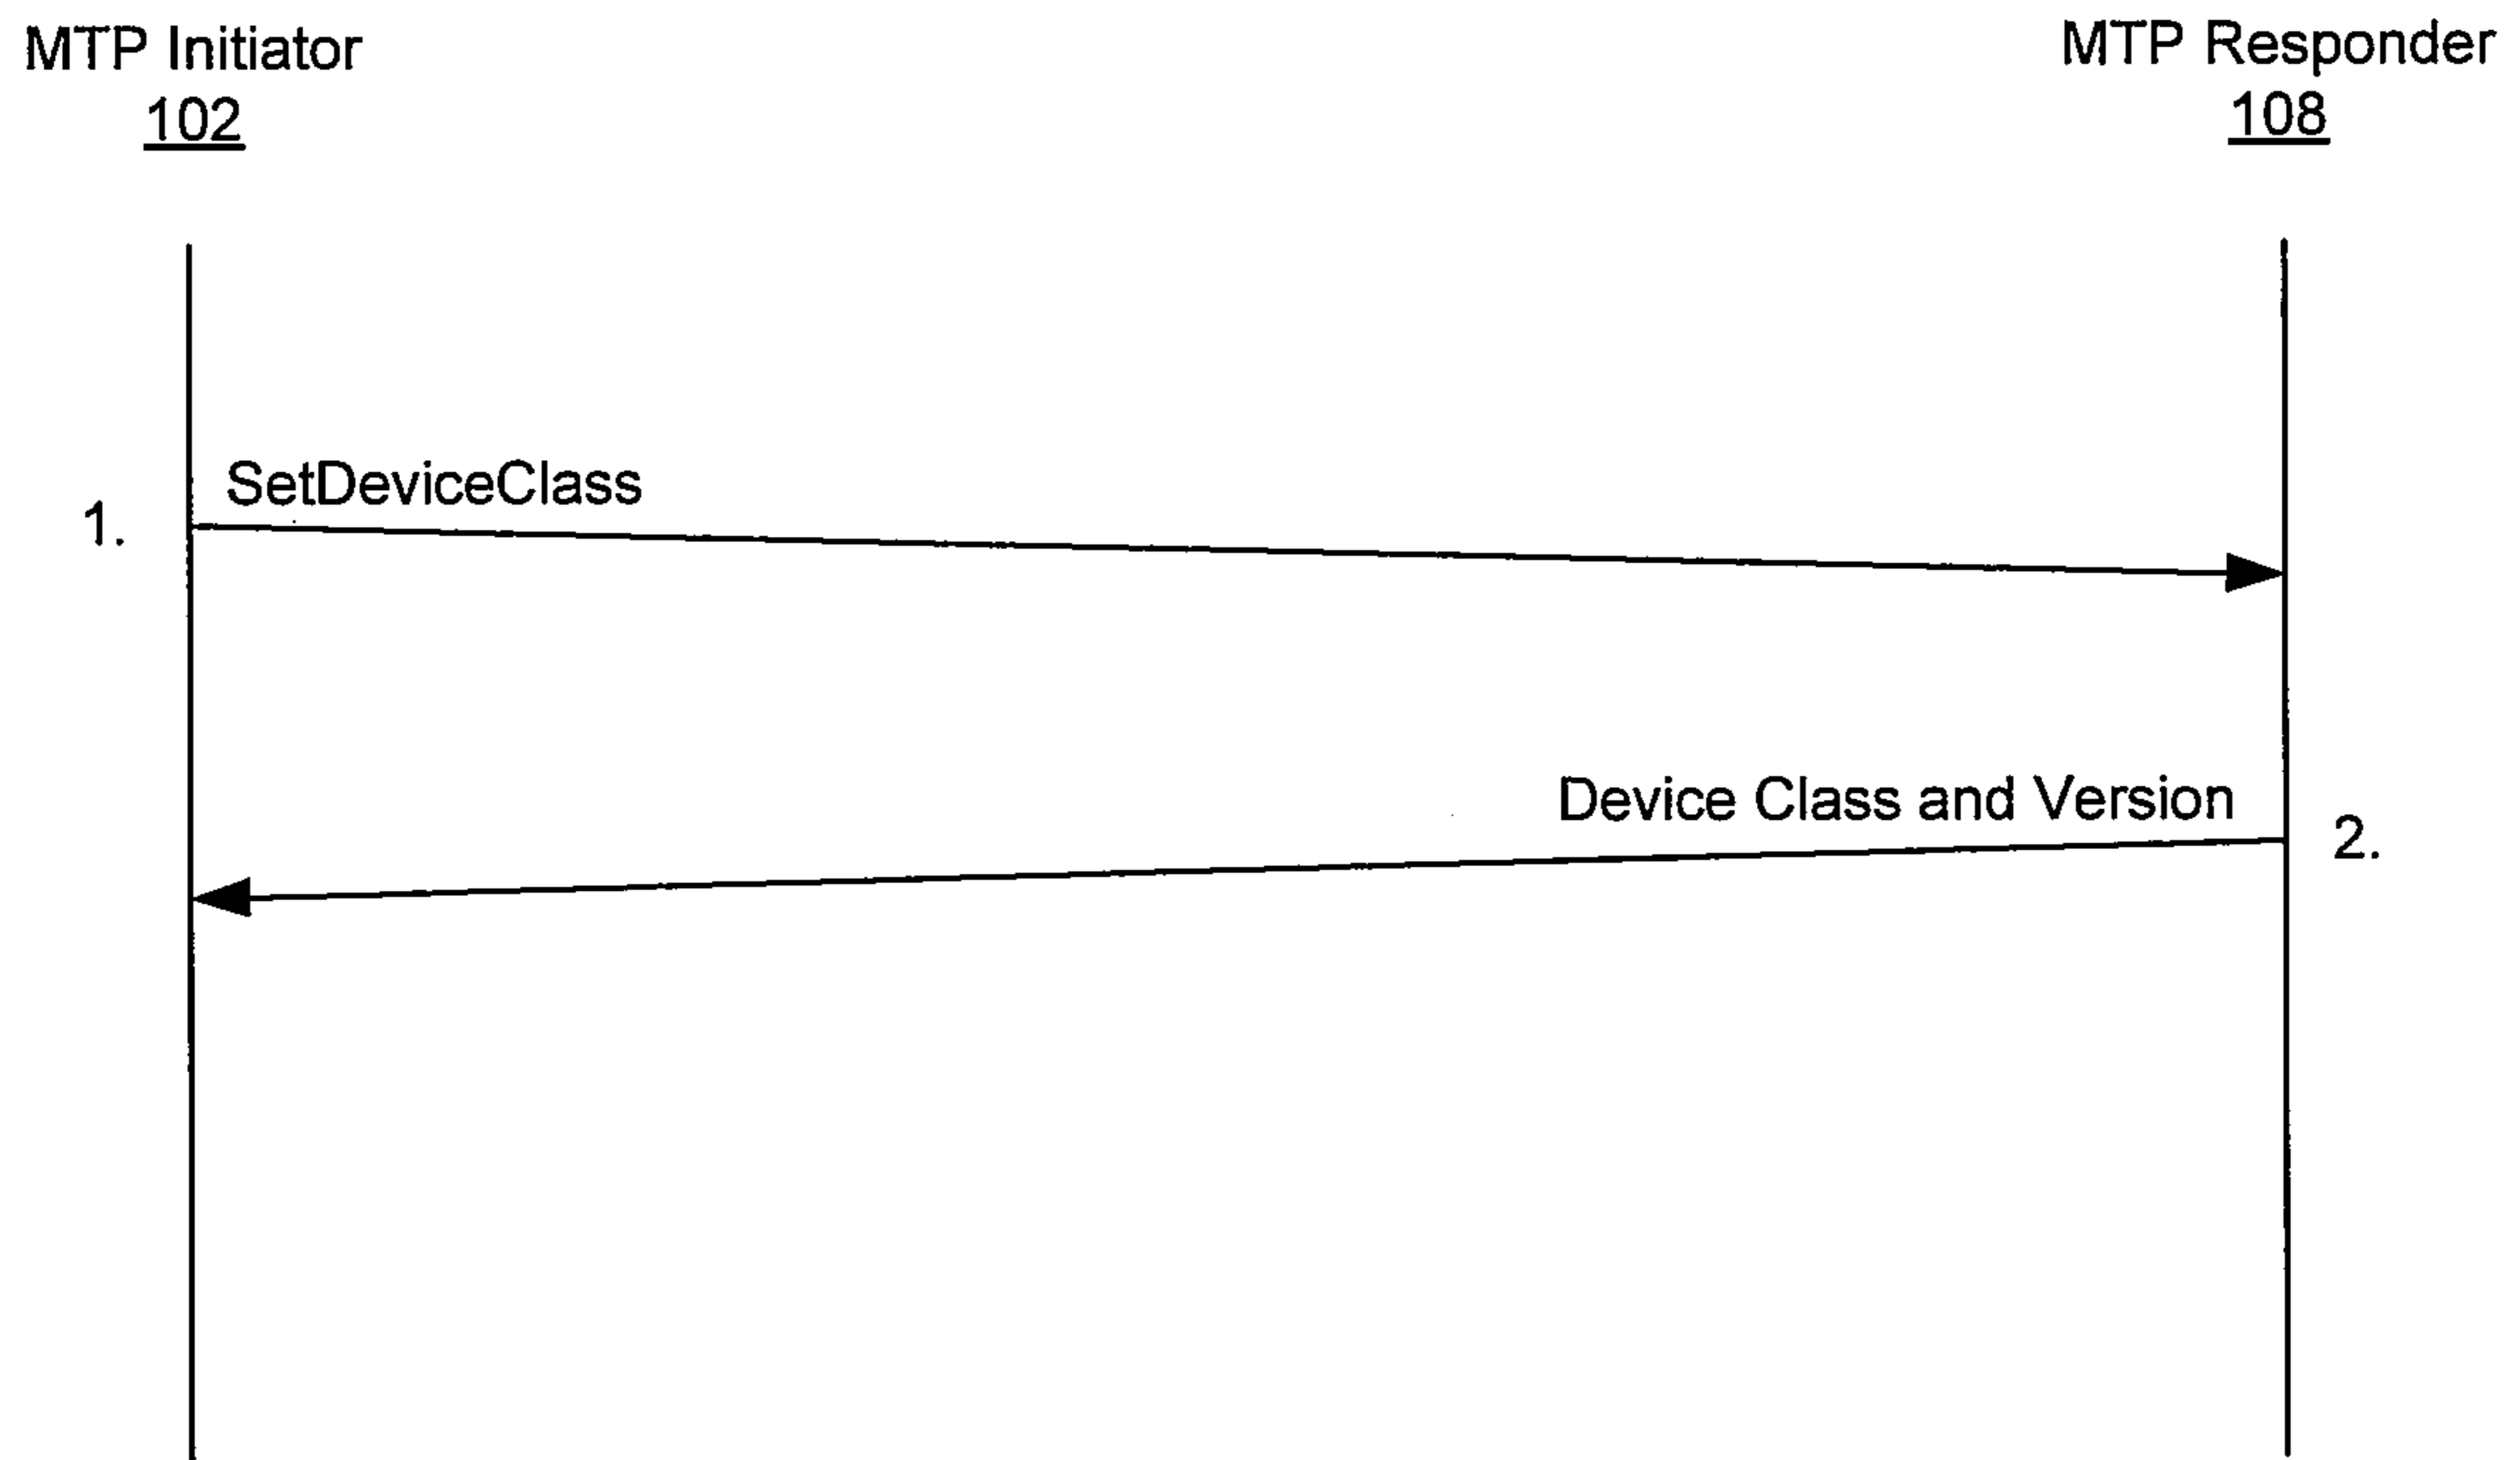 MTP Initiator
102
MTP Responder
108
1.
SetDeviceClass
Device Class and Version
2.